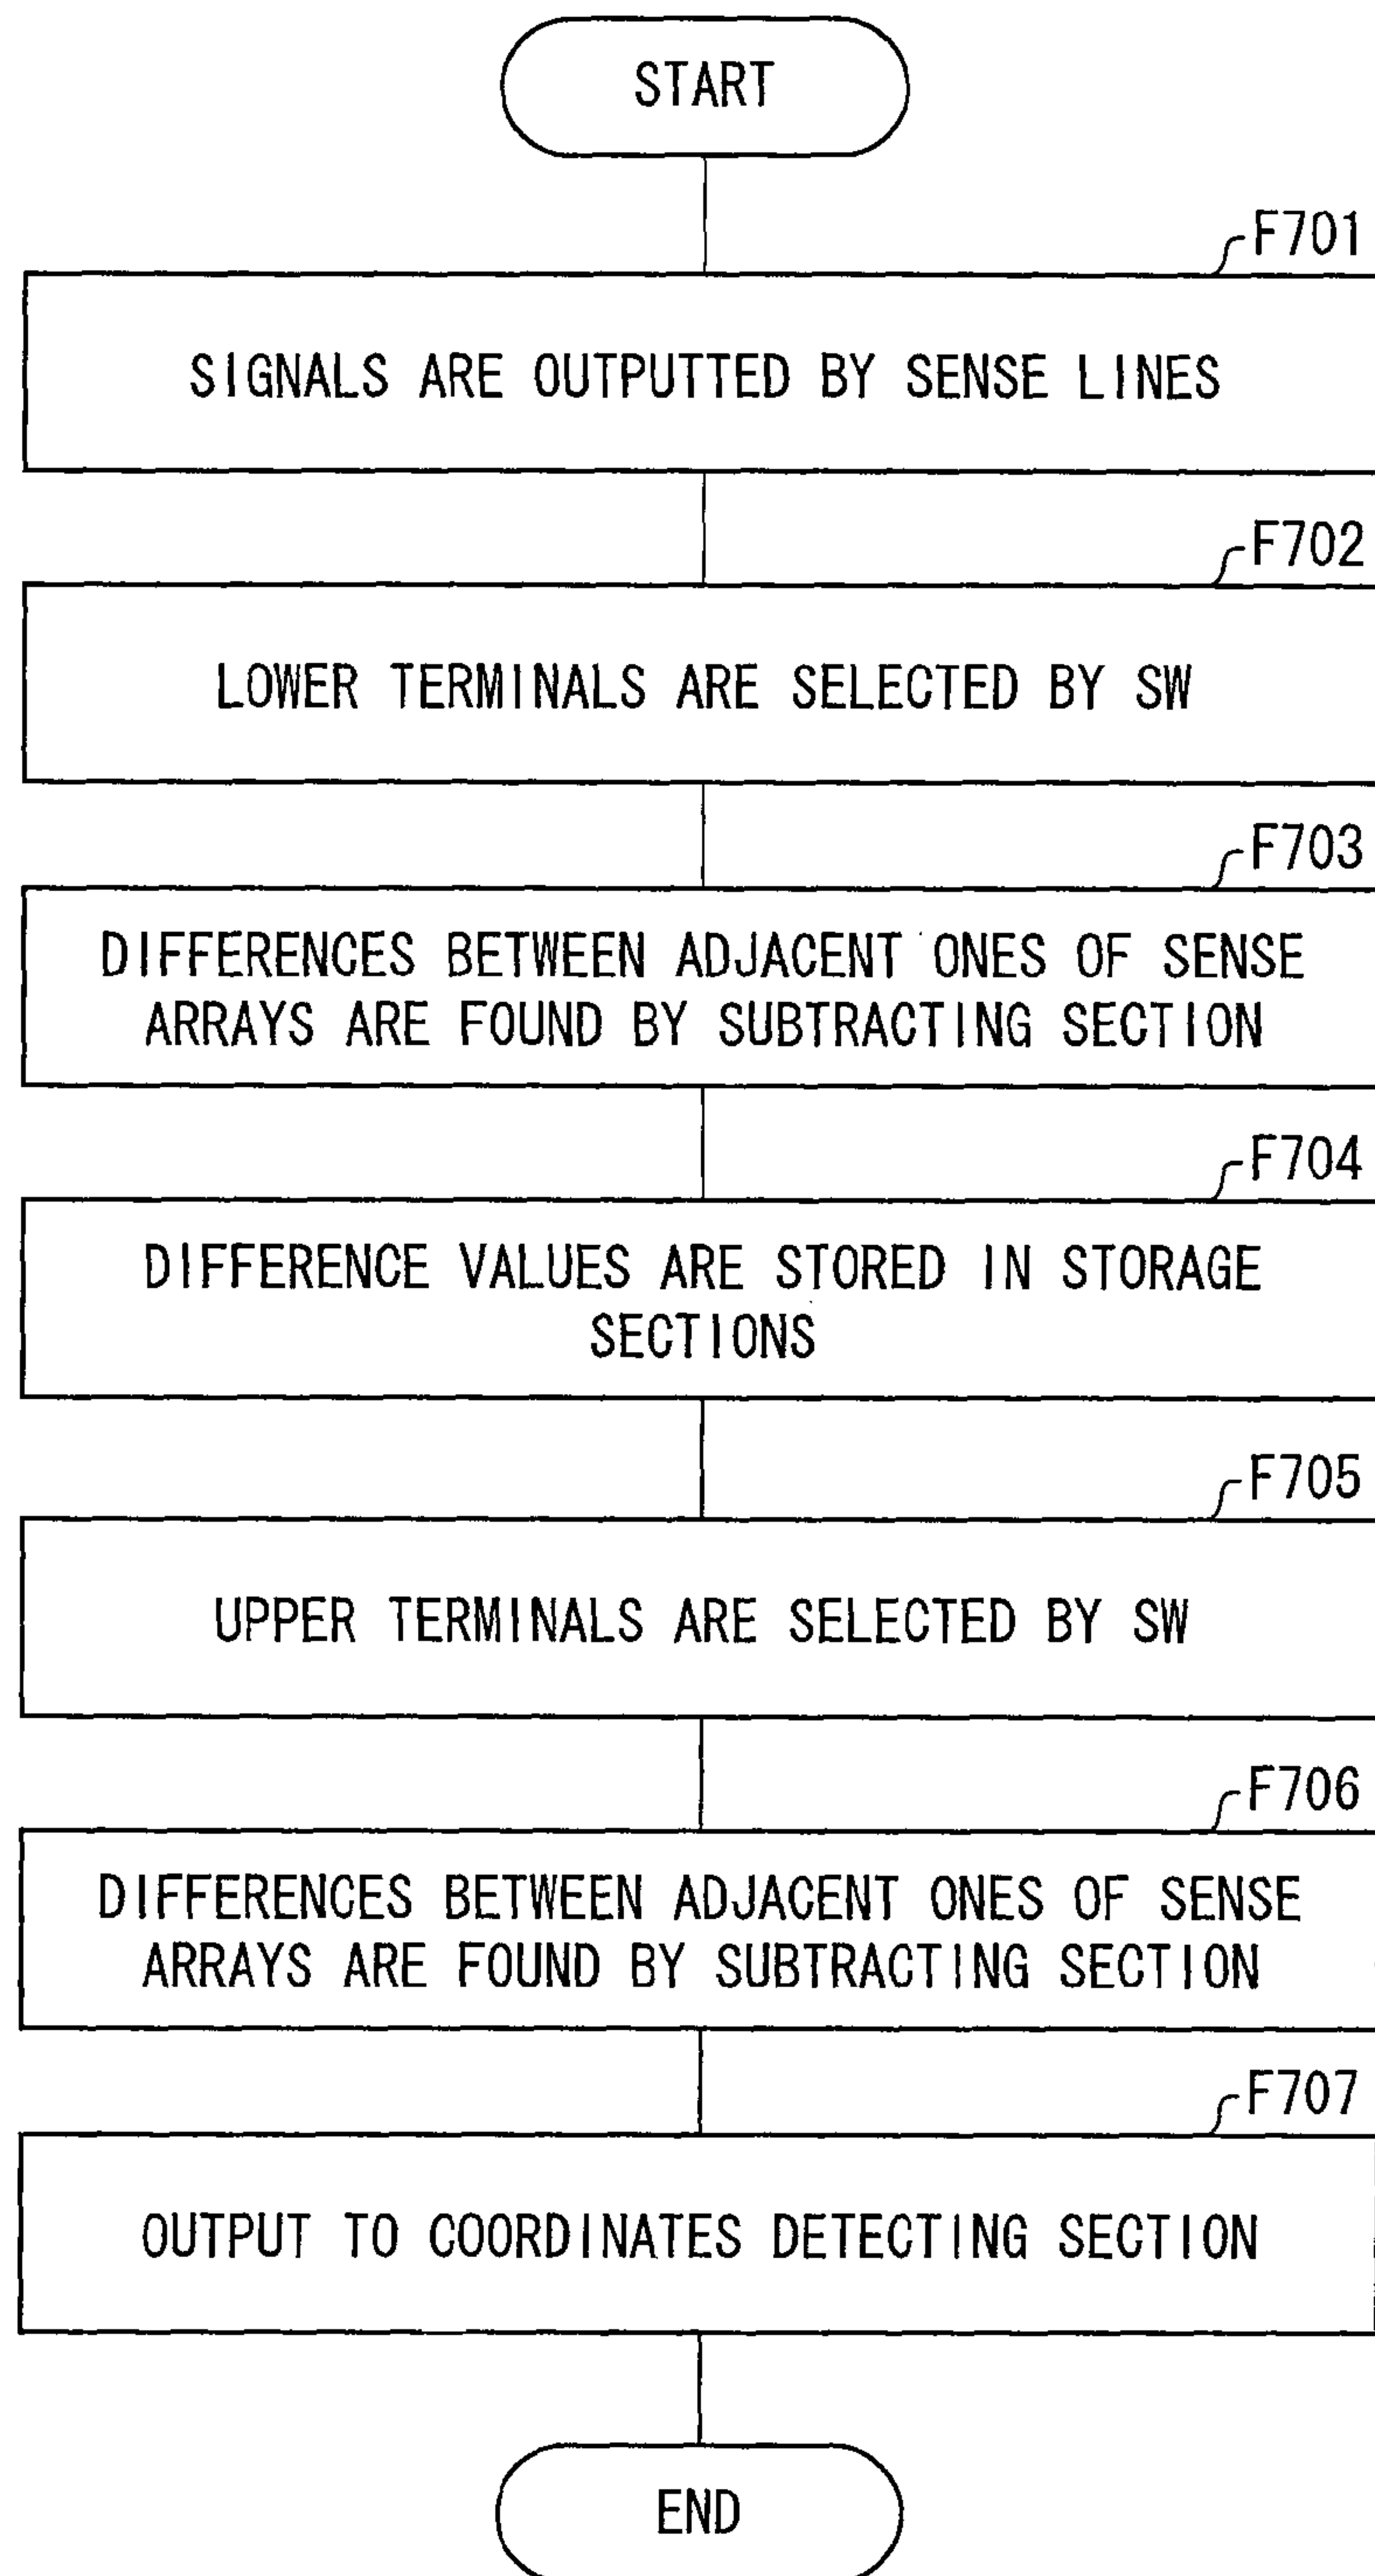 START
F701
SIGNALS ARE OUTPUTTED BY SENSE LINES
F702
LOWER TERMINALS ARE SELECTED BY SW
F703
DIFFERENCES BETWEEN ADJACENT ONES OF SENSE
ARRAYS ARE FOUND BY SUBTRACTING SECTION
F704
DIFFERENCE VALUES ARE STORED IN STORAGE
SECTIONS
F705
UPPER TERMINALS ARE SELECTED BY SW
F706
DIFFERENCES BETWEEN ADJACENT ONES OF SENSE
ARRAYS ARE FOUND BY SUBTRACTING SECTION
F707
OUTPUT TO COORDINATES DETECTING SECTION
END